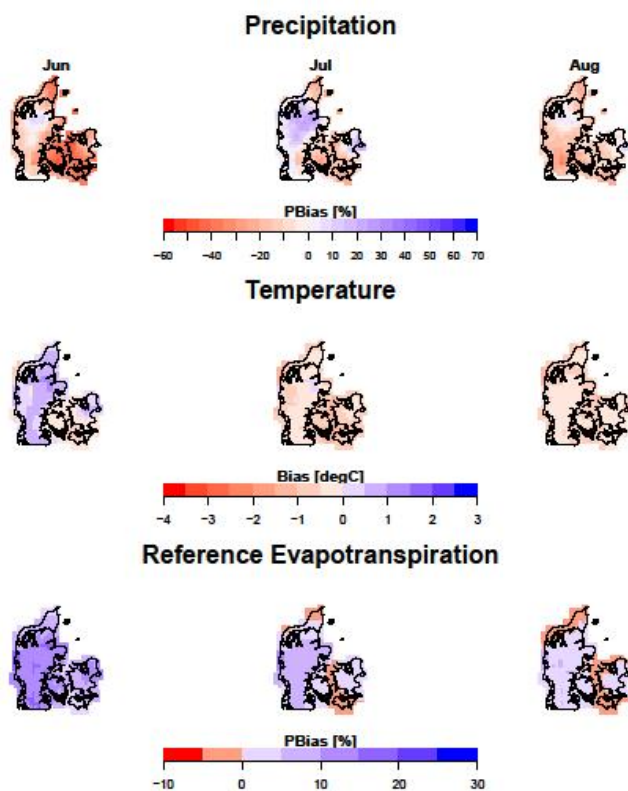 Precipitation
Jun Jul Aug
PBias [%]
−60 −40 −20 0 10 20 30 40 50 60 70
Temperature
Bias [degC]
−4 −3 −2 −1 0 1 2 3
Reference Evapotranspiration
PBias [%]
−10 0 10 20 30